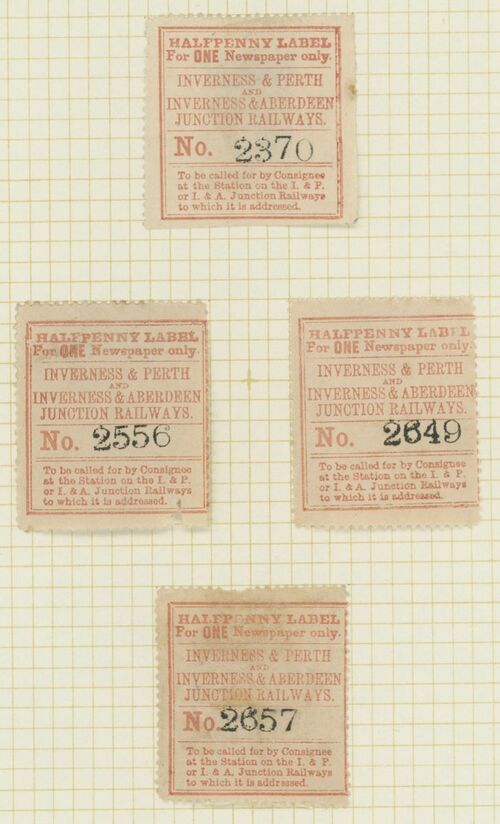 HALFPENNY LABEL
For ONE Newspaper only.
INVERNESS & PERTH
AND
INVERNESS & ABERDEEN
JUNCTION RAILWAYS.
No. 2370
To be called for by Consignee
at the Station on the I. & P.
or I. & A. Junction Railways
to which it is addressed.
HALFPENNY LABEL
For ONE Newspaper only.
INVERNESS & PERTH
AND
INVERNESS & ABERDEEN
JUNCTION RAILWAYS.
No. 2556
To be called for by Consignee
at the Station on the I. & P.
or I. & A. Junction Railways
to which it is addressed.
HALFPENNY LABEL
For ONE Newspaper only.
INVERNESS & PERTH
AND
INVERNESS & ABERDEEN
JUNCTION RAILWAYS.
No. 2649
To be called for by Consignee
at the Station on the I. & P.
or I. & A. Junction Railways
to which it is addressed.
HALFPENNY LABEL
For ONE Newspaper only.
INVERNESS & PERTH
AND
INVERNESS & ABERDEEN
JUNCTION RAILWAYS.
No. 2657
To be called for by Consignee
at the Station on the I. & P.
or I. & A. Junction Railways
to which it is addressed.